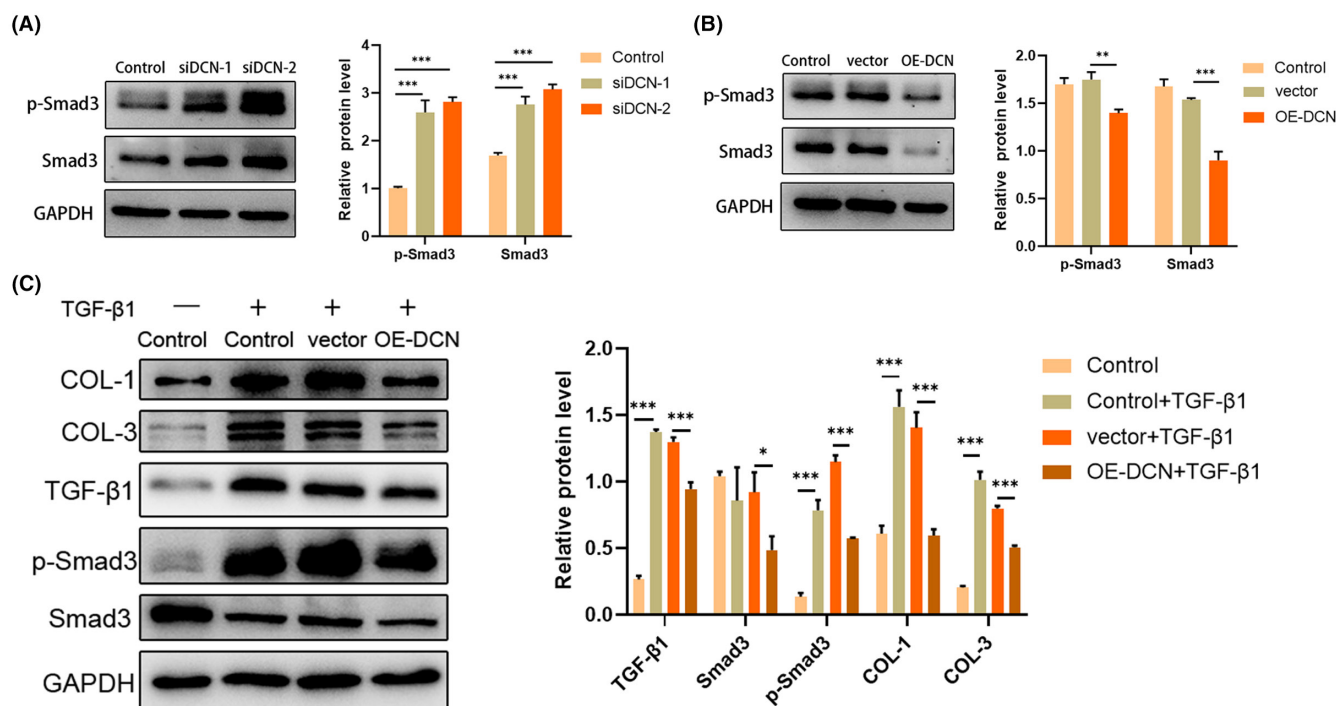 (A)
Control siDCN-1 siDCN-2
p-Smad3
Smad3
GAPDH
Relative protein level
4
3
2
1
0
*** ***
*** ***
p-Smad3 Smad3
Control
siDCN-1
siDCN-2
(B)
Control vector OE-DCN
p-Smad3
Smad3
GAPDH
Relative protein level
2.0
1.5
1.0
0.5
0.0
** ***
p-Smad3 Smad3
Control
vector
OE-DCN
(C)
TGF-β1 — + + +
Control Control vector OE-DCN
COL-1
COL-3
TGF-β1
p-Smad3
Smad3
GAPDH
Relative protein level
2.0
1.5
1.0
0.5
0.0
*** *** * *** *** *** *** *** ***
TGF-β1 Smad3 p-Smad3 COL-1 COL-3
Control
Control+TGF-β1
vector+TGF-β1
OE-DCN+TGF-β1